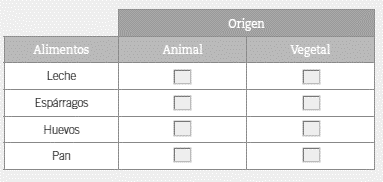 Origen
Alimentos Animal Vegetal
Leche
Espárragos
Huevos
Pan